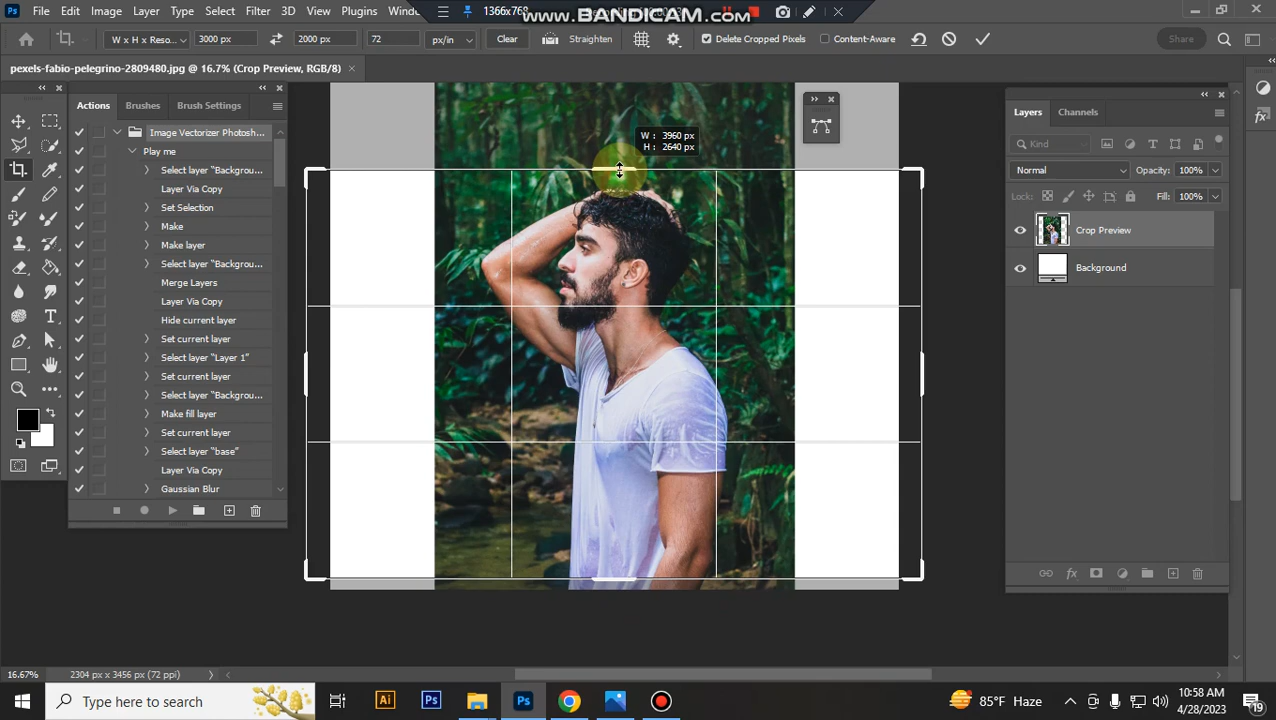 Ps File Edit Image Layer Type Select Filter 3D View Plugins Windo 1366x768
www.BANDICAM.com
W x H x Reso... 3000 px 2000 px 72 px/in Clear Straighten Delete Cropped Pixels Content-Aware Share
pexels-fabio-pelegrino-2809480.jpg @ 16.7% (Crop Preview, RGB/8)
Actions Brushes Brush Settings
Image Vectorizer Photosh...
Play me
Select layer “Backgrou...
Layer Via Copy
Set Selection
Make
Make layer
Select layer “Backgrou...
Merge Layers
Layer Via Copy
Hide current layer
Set current layer
Select layer “Layer 1”
Set current layer
Select layer “Backgrou...
Make fill layer
Set current layer
Select layer “base”
Layer Via Copy
Gaussian Blur
W : 3960 px
H : 2640 px
Layers Channels
Kind
Normal Opacity: 100%
Lock: Fill: 100%
Crop Preview
Background
16.67% 2304 px x 3456 px (72 ppi)
Type here to search
Ai Ps Ps
85°F Haze
10:58 AM
4/28/2023
19